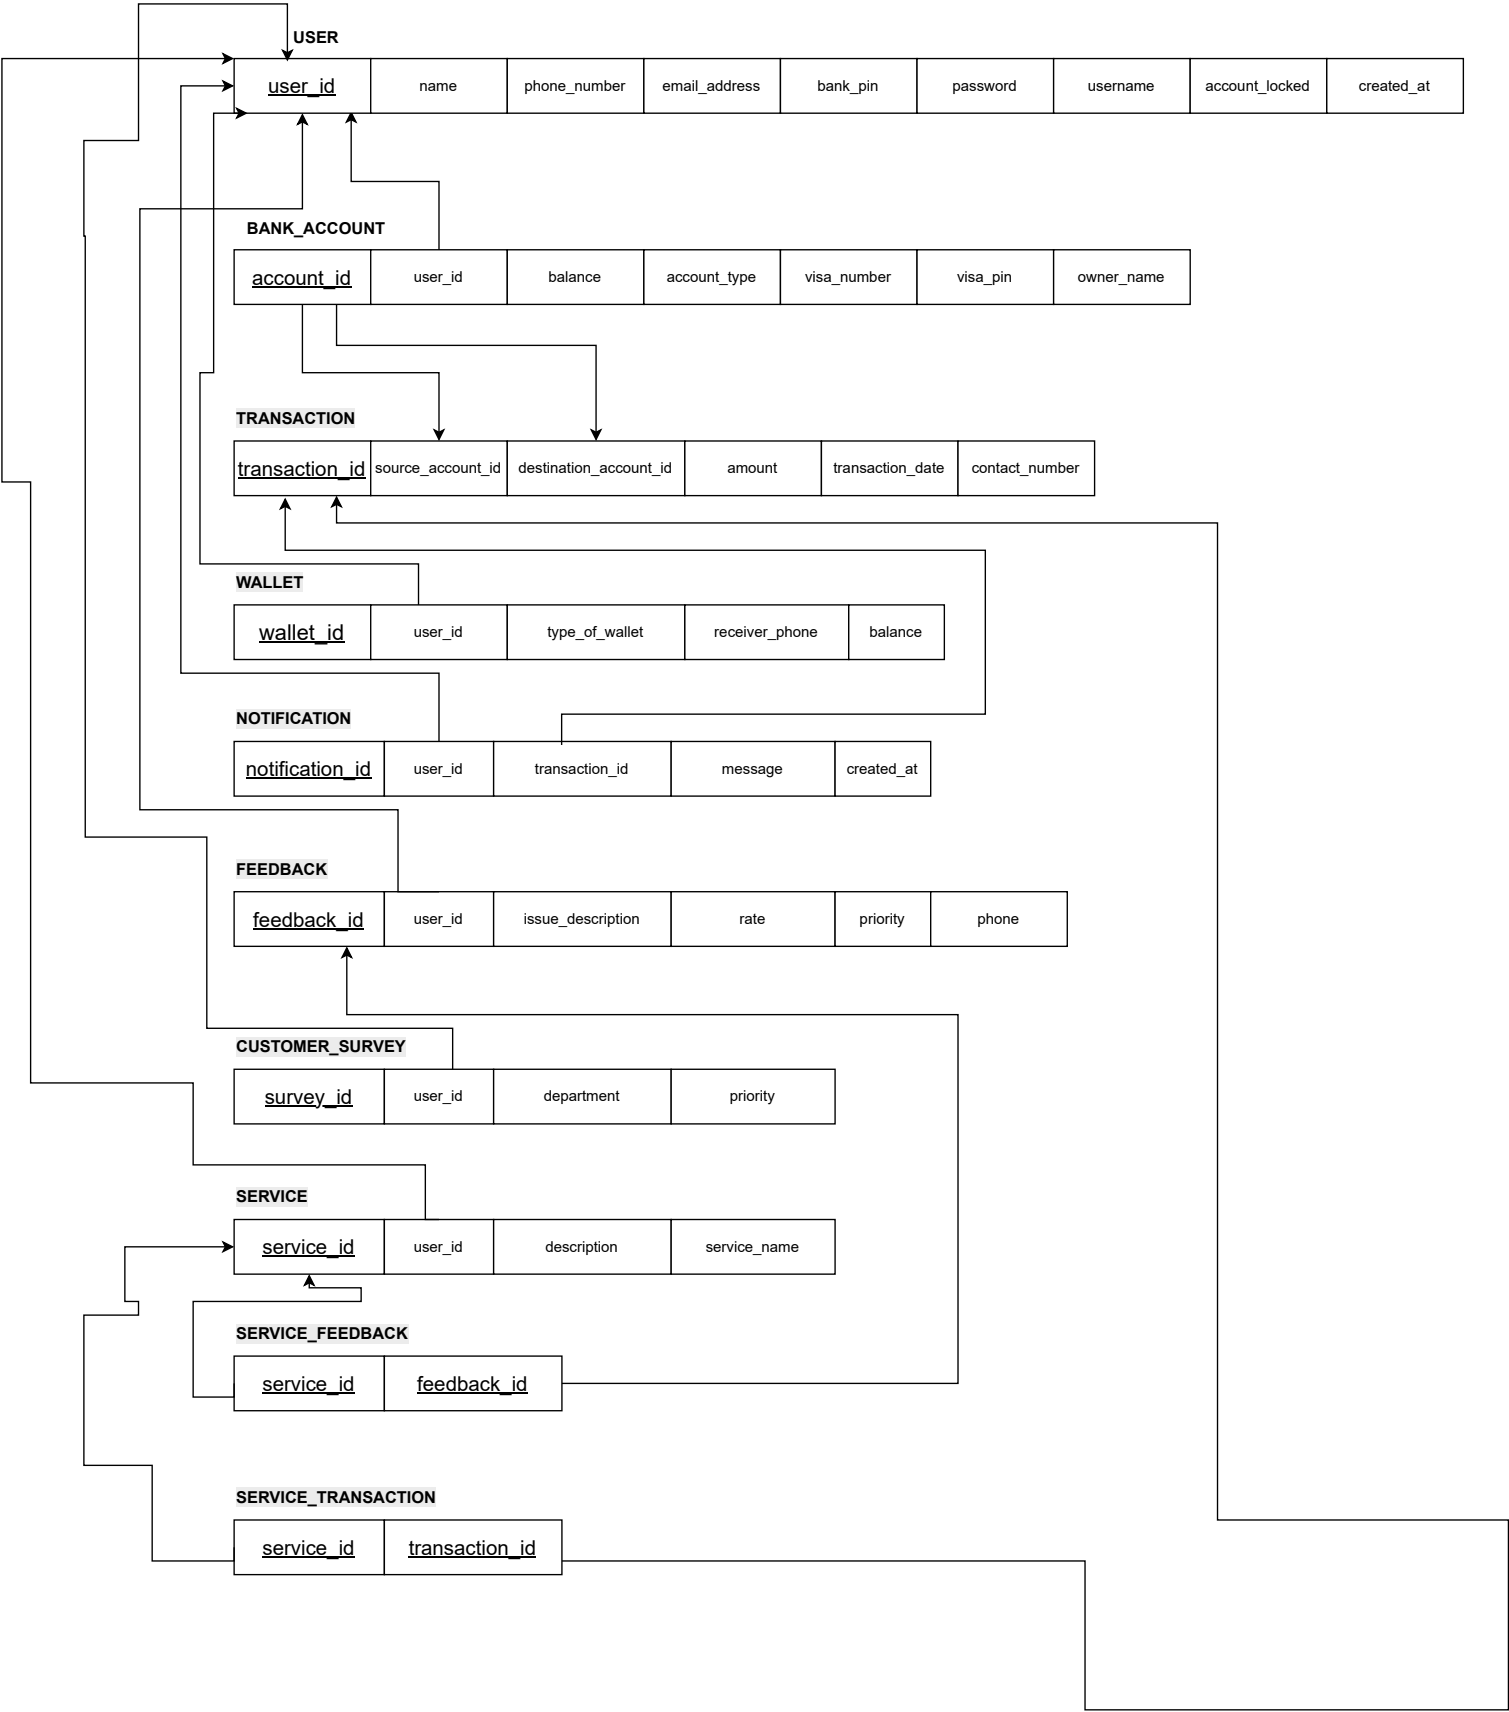 USER
user_id name phone_number email_address bank_pin password username account_locked created_at
BANK_ACCOUNT
account_id user_id balance account_type visa_number visa_pin owner_name
TRANSACTION
transaction_id source_account_id destination_account_id amount transaction_date contact_number
WALLET
wallet_id user_id type_of_wallet receiver_phone balance
NOTIFICATION
notification_id user_id transaction_id message created_at
FEEDBACK
feedback_id user_id issue_description rate priority phone
CUSTOMER_SURVEY
survey_id user_id department priority
SERVICE
service_id user_id description service_name
SERVICE_FEEDBACK
service_id feedback_id
SERVICE_TRANSACTION
service_id transaction_id